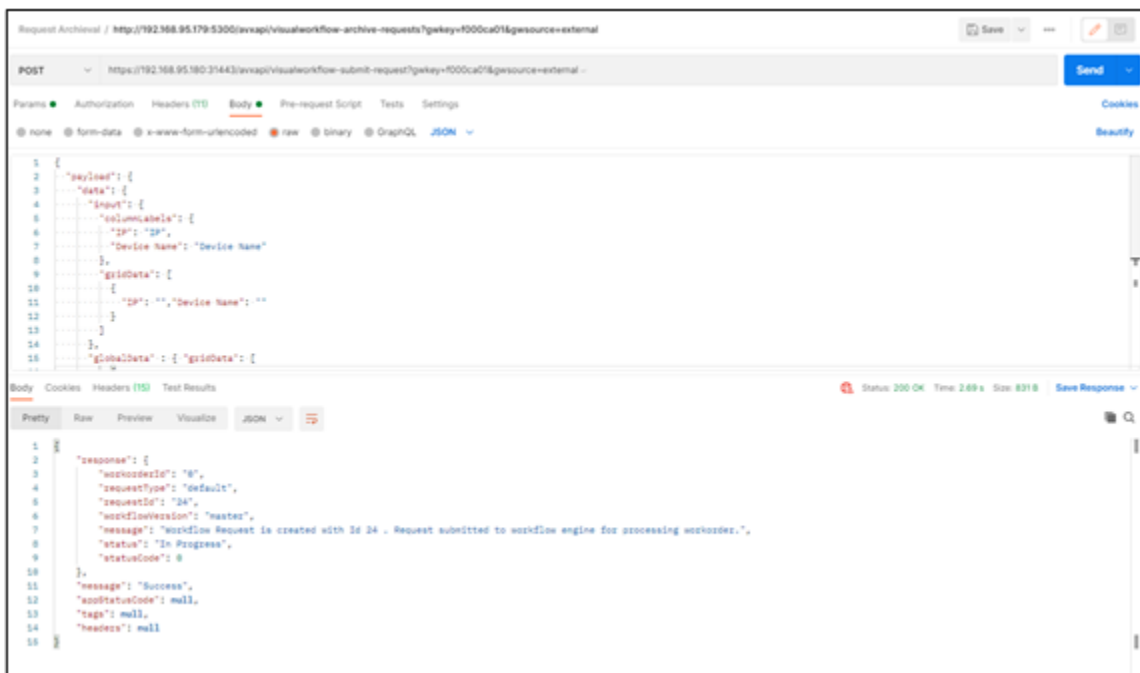 Request Archieval / http://192.168.95.179:5300/avxapi/visualworkflow-archive-requests?gwkey=f000ca01&gwsource=external
Save
POST https://192.168.95.180:31443/avxapi/visualworkflow-submit-request?gwkey=f000ca01&gwsource=external
Send
Params Authorization Headers (11) Body Pre-request Script Tests Settings
Cookies
none form-data x-www-form-urlencoded raw binary GraphQL JSON
Beautify
1 {
2 "payload": {
3 "data": {
4 "input": {
5 "columnLabels": {
6 "IP": "IP",
7 "Device Name": "Device Name"
8 },
9 "gridData": [
10 {
11 "IP": "","Device Name": ""
12 }
13 ]
14 },
15 "globalData" : { "gridData": [
Body Cookies Headers (15) Test Results
Status: 200 OK Time: 2.69 s Size: 831 B Save Response
Pretty Raw Preview Visualize JSON
1 {
2 "response": {
3 "workorderId": "0",
4 "requestType": "default",
5 "requestId": "24",
6 "workflowVersion": "master",
7 "message": "Workflow Request is created with Id 24 . Request submitted to workflow engine for processing workorder.",
8 "status": "In Progress",
9 "statusCode": 0
10 },
11 "message": "Success",
12 "appStatusCode": null,
13 "tags": null,
14 "headers": null
15 }